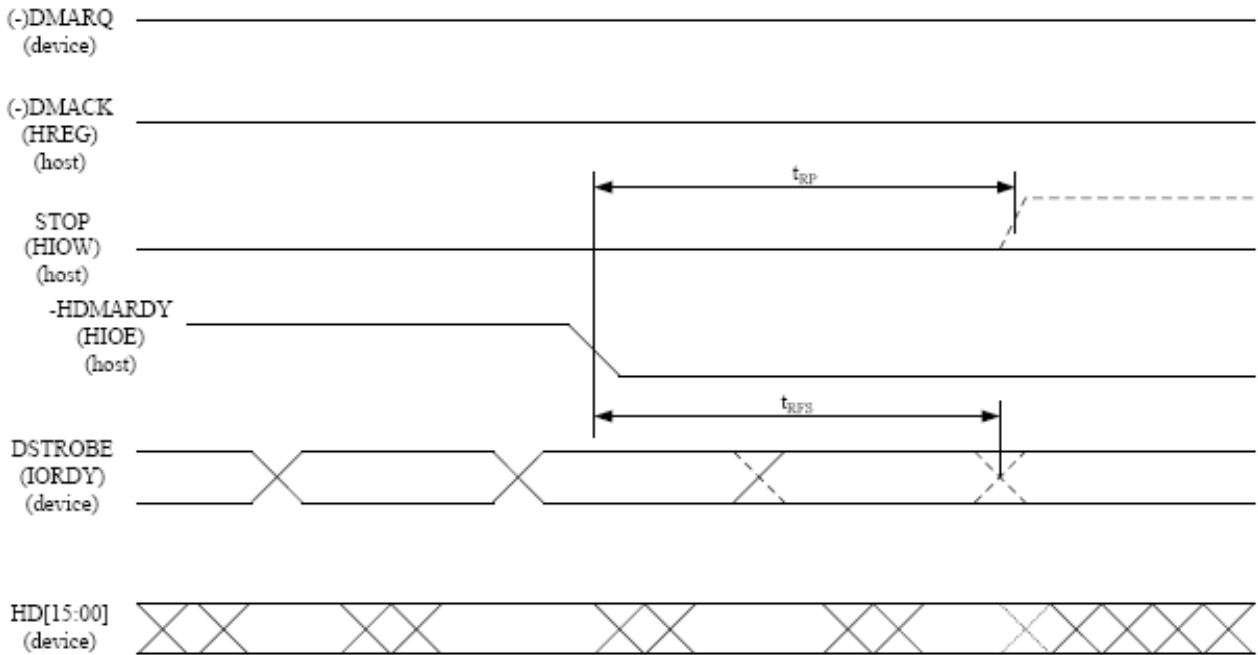 (-)DMARQ
(device)
(-)DMACK
(HREG)
(host)
tRP
STOP
(HIOW)
(host)
-HDMARDY
(HIOE)
(host)
tRFS
DSTROBE
(IORDY)
(device)
HD[15:00]
(device)